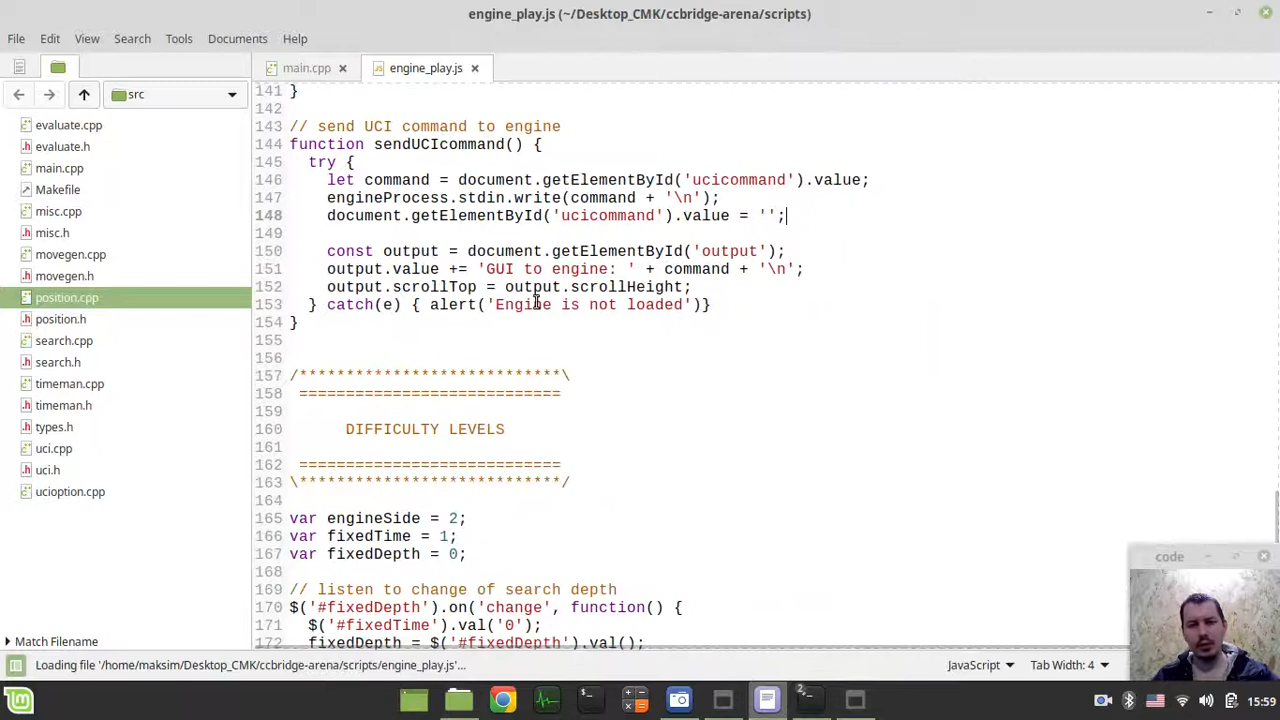 engine_play.js (~/Desktop_CMK/ccbridge-arena/scripts)
File Edit View Search Tools Documents Help
main.cpp engine_play.js
src
evaluate.cpp
evaluate.h
main.cpp
Makefile
misc.cpp
misc.h
movegen.cpp
movegen.h
position.cpp
position.h
search.cpp
search.h
timeman.cpp
timeman.h
types.h
uci.cpp
uci.h
ucioption.cpp
Match Filename
141 }
142
143 // send UCI command to engine
144 function sendUCIcommand() {
145 try {
146 let command = document.getElementById('ucicommand').value;
147 engineProcess.stdin.write(command + '\n');
148 document.getElementById('ucicommand').value = '';
149
150 const output = document.getElementById('output');
151 output.value += 'GUI to engine: ' + command + '\n';
152 output.scrollTop = output.scrollHeight;
153 } catch(e) { alert('Engine is not loaded')}
154 }
155
156
157 /****************************\
158 ============================
159
160 DIFFICULTY LEVELS
161
162 ============================
163 \****************************/
164
165 var engineSide = 2;
166 var fixedTime = 1;
167 var fixedDepth = 0;
168
169 // listen to change of search depth
170 $('#fixedDepth').on('change', function() {
171 $('#fixedTime').val('0');
172 fixedDepth = $('#fixedDepth').val();
code
Loading file '/home/maksim/Desktop_CMK/ccbridge-arena/scripts/engine_play.js'... JavaScript Tab Width: 4
15:59